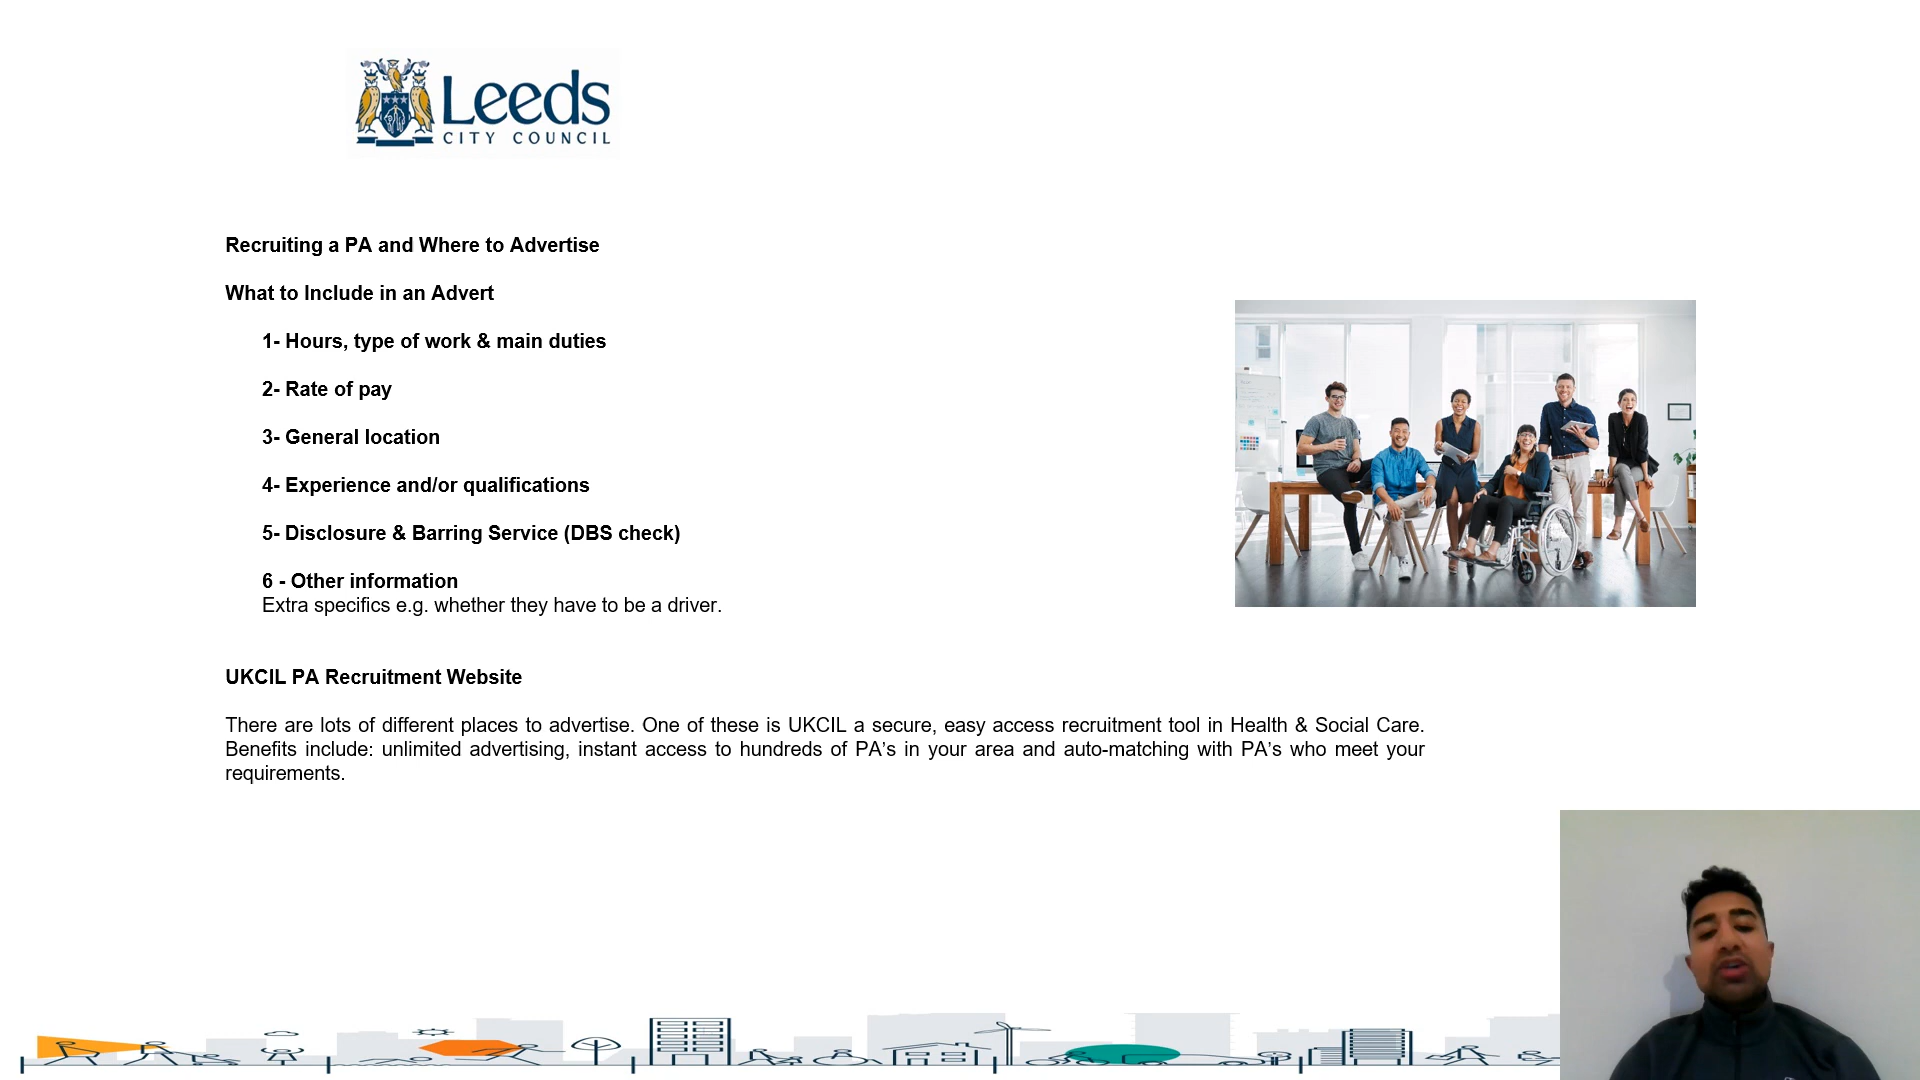 Leeds
CITY COUNCIL
Recruiting a PA and Where to Advertise
What to Include in an Advert
1- Hours, type of work & main duties
2- Rate of pay
3- General location
4- Experience and/or qualifications
5- Disclosure & Barring Service (DBS check)
6 - Other information
Extra specifics e.g. whether they have to be a driver.
UKCIL PA Recruitment Website
There are lots of different places to advertise. One of these is UKCIL a secure, easy access recruitment tool in Health & Social Care.
Benefits include: unlimited advertising, instant access to hundreds of PA’s in your area and auto-matching with PA’s who meet your
requirements.